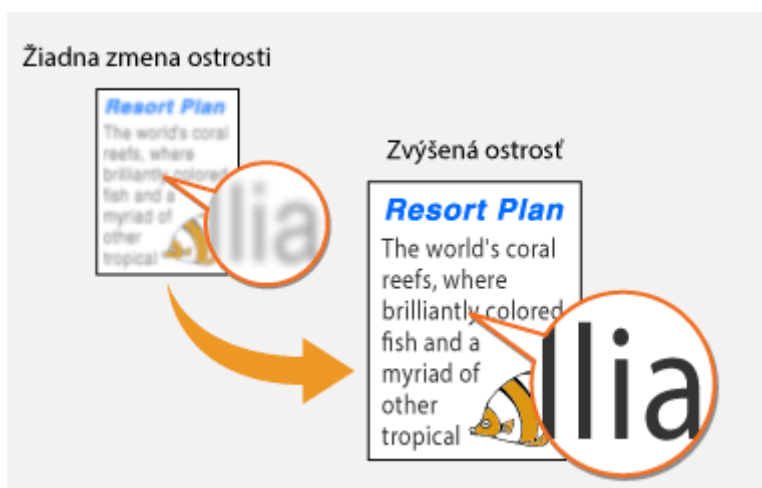 Žiadna zmena ostrosti
Resort Plan
The world's coral
reefs, where
brilliantly colored
fish and a
myriad of
other
tropical
llia
Zvýšená ostrosť
Resort Plan
The world's coral
reefs, where
brilliantly colored
fish and a
myriad of
other
tropical
llia